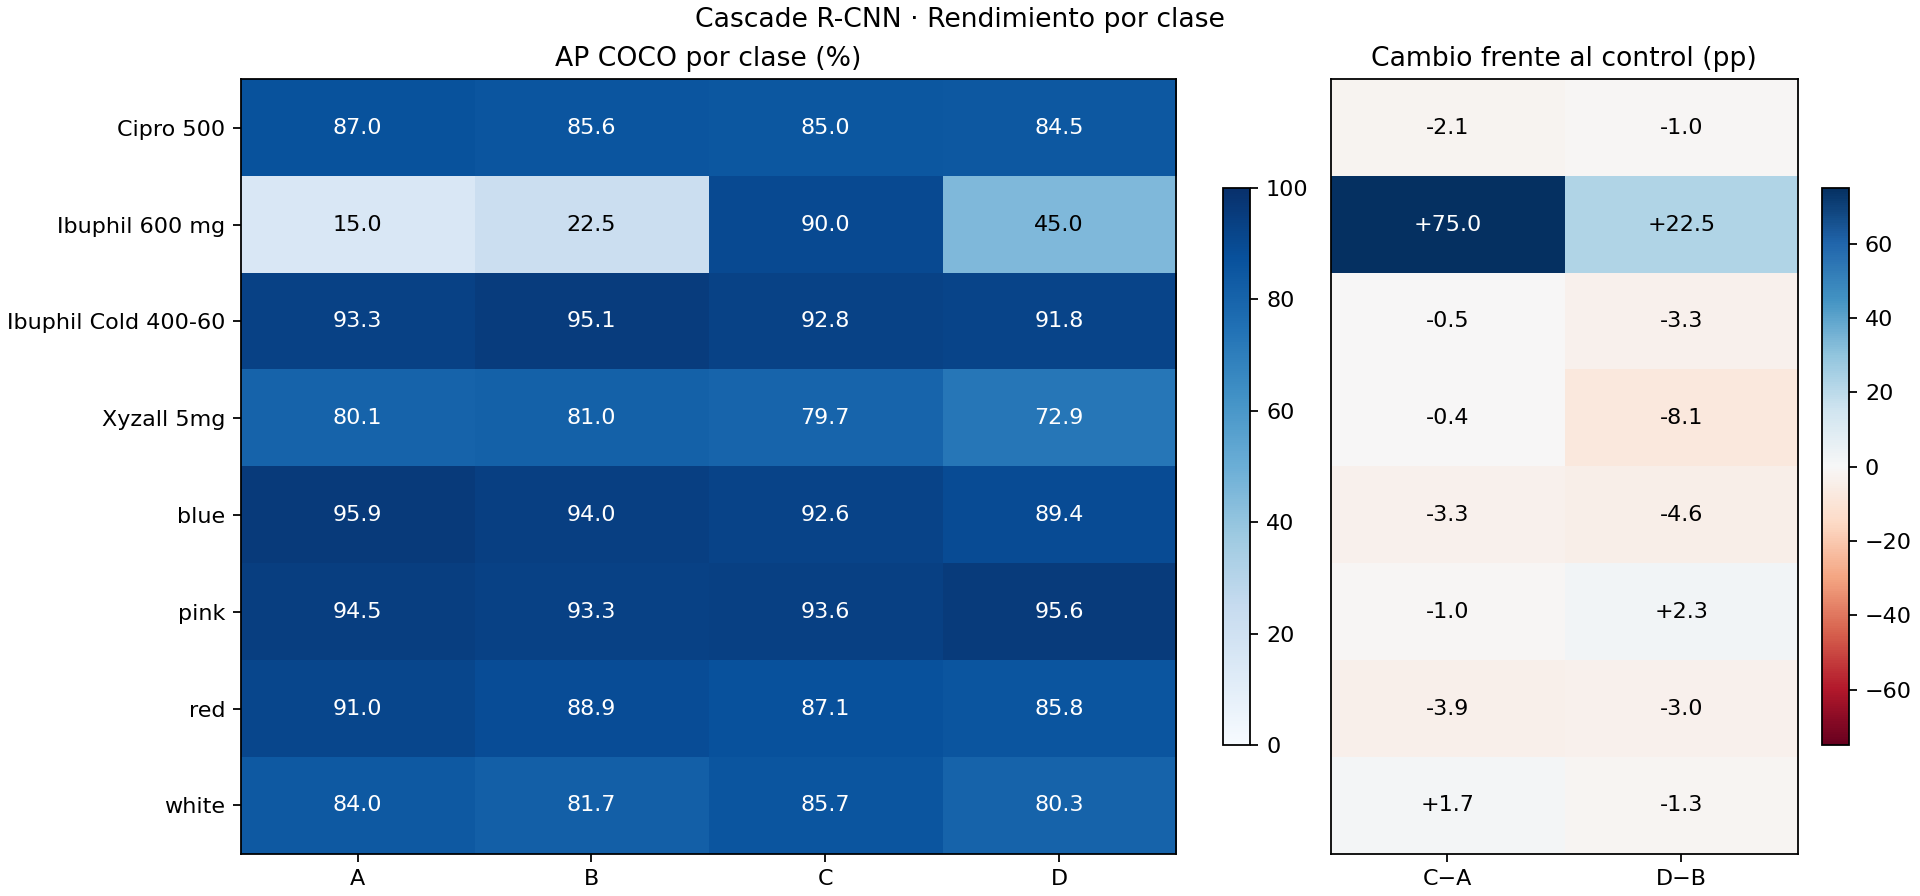 Cascade R-CNN · Rendimiento por clase
AP COCO por clase (%)
Cambio frente al control (pp)
Cipro 500 87.0 85.6 85.0 84.5 -2.1 -1.0
Ibuphil 600 mg 15.0 22.5 90.0 45.0 +75.0 +22.5
Ibuphil Cold 400-60 93.3 95.1 92.8 91.8 -0.5 -3.3
Xyzall 5mg 80.1 81.0 79.7 72.9 -0.4 -8.1
blue 95.9 94.0 92.6 89.4 -3.3 -4.6
pink 94.5 93.3 93.6 95.6 -1.0 +2.3
red 91.0 88.9 87.1 85.8 -3.9 -3.0
white 84.0 81.7 85.7 80.3 +1.7 -1.3
A B C D
100
80
60
40
20
0
C−A D−B
60
40
20
0
−20
−40
−60